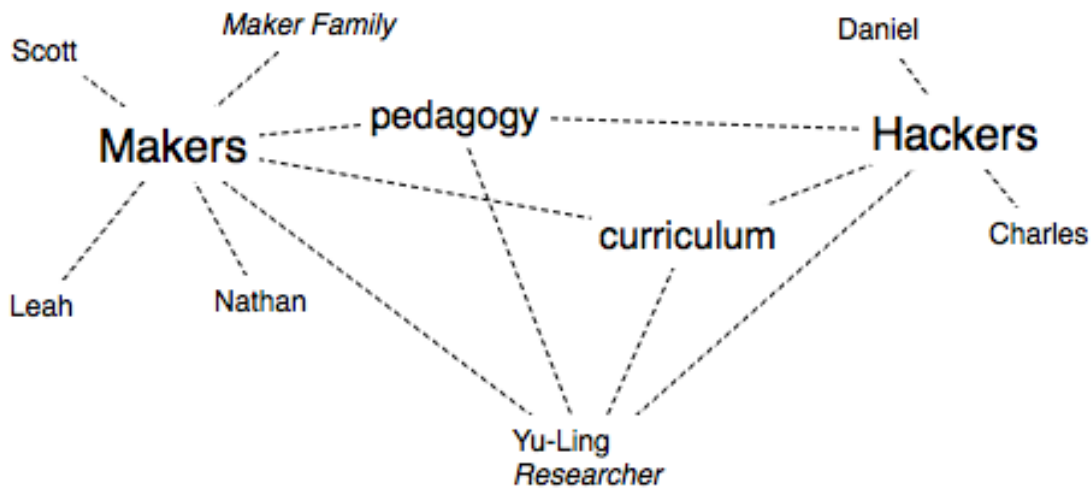 Maker Family
Daniel
Scott
pedagogy
Makers
Hackers
curriculum
Charles
Leah
Nathan
Yu-Ling
Researcher